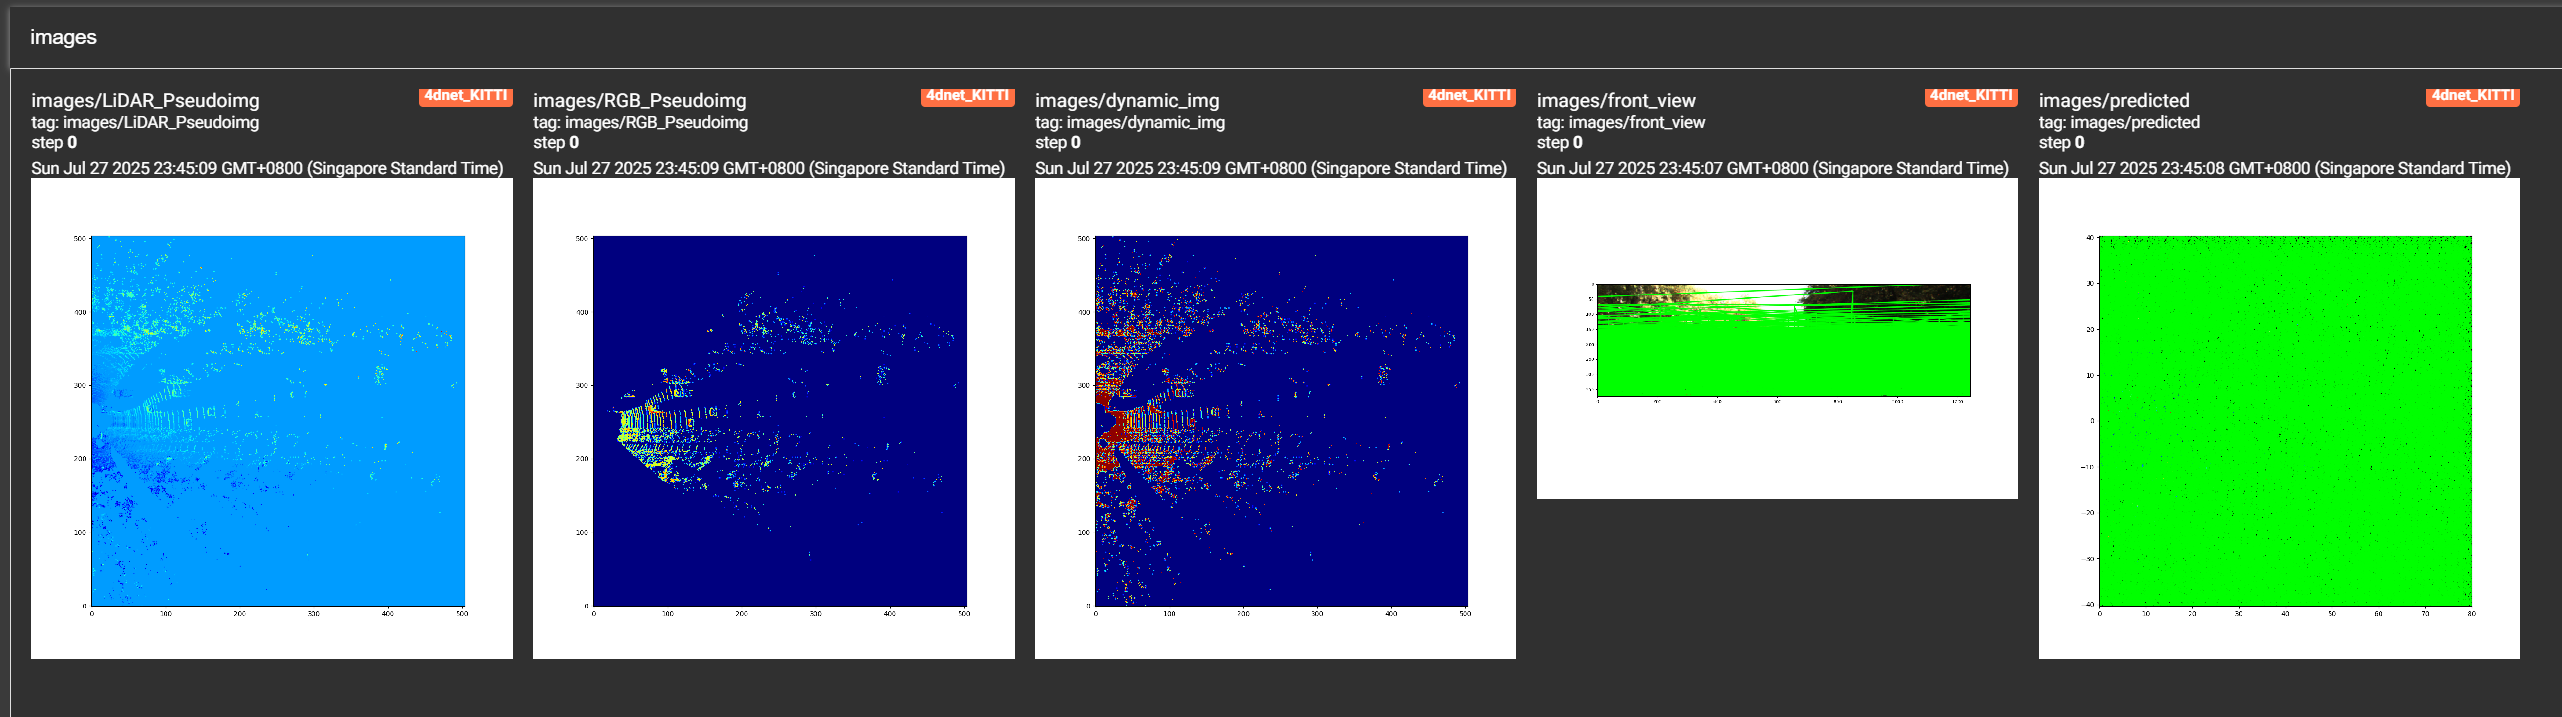 images
images/LiDAR_Pseudoimg
4dnet_KITTI
tag: images/LiDAR_Pseudoimg
step 0
Sun Jul 27 2025 23:45:09 GMT+0800 (Singapore Standard Time)
500
400
300
200
100
0
0 100 200 300 400 500
images/RGB_Pseudoimg
4dnet_KITTI
tag: images/RGB_Pseudoimg
step 0
Sun Jul 27 2025 23:45:09 GMT+0800 (Singapore Standard Time)
500
400
300
200
100
0
0 100 200 300 400 500
images/dynamic_img
4dnet_KITTI
tag: images/dynamic_img
step 0
Sun Jul 27 2025 23:45:09 GMT+0800 (Singapore Standard Time)
500
400
300
200
100
0
0 100 200 300 400 500
images/front_view
4dnet_KITTI
tag: images/front_view
step 0
Sun Jul 27 2025 23:45:07 GMT+0800 (Singapore Standard Time)
images/predicted
4dnet_KITTI
tag: images/predicted
step 0
Sun Jul 27 2025 23:45:08 GMT+0800 (Singapore Standard Time)
40
30
20
10
0
−10
−20
−30
−40
0 10 20 30 40 50 60 70 80